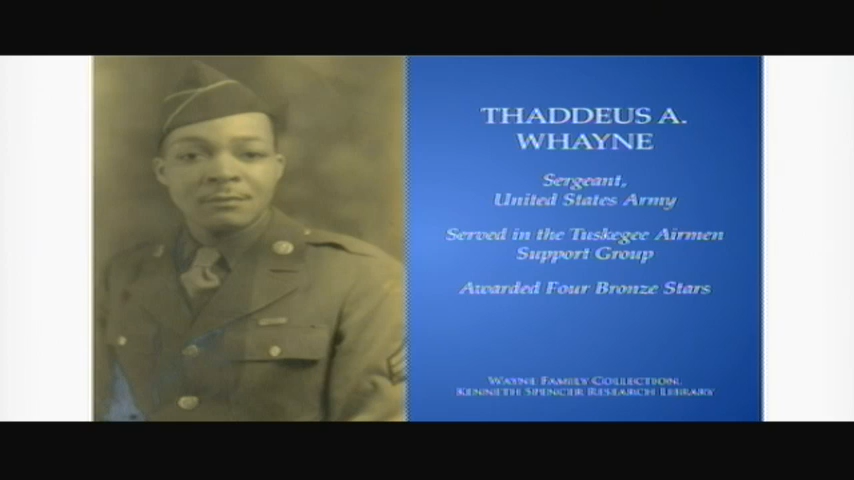 THADDEUS A.
WHAYNE
Sergeant,
United States Army
Served in the Tuskegee Airmen
Support Group
Awarded Four Bronze Stars
Wayne Family Collection,
Kenneth Spencer Research Library